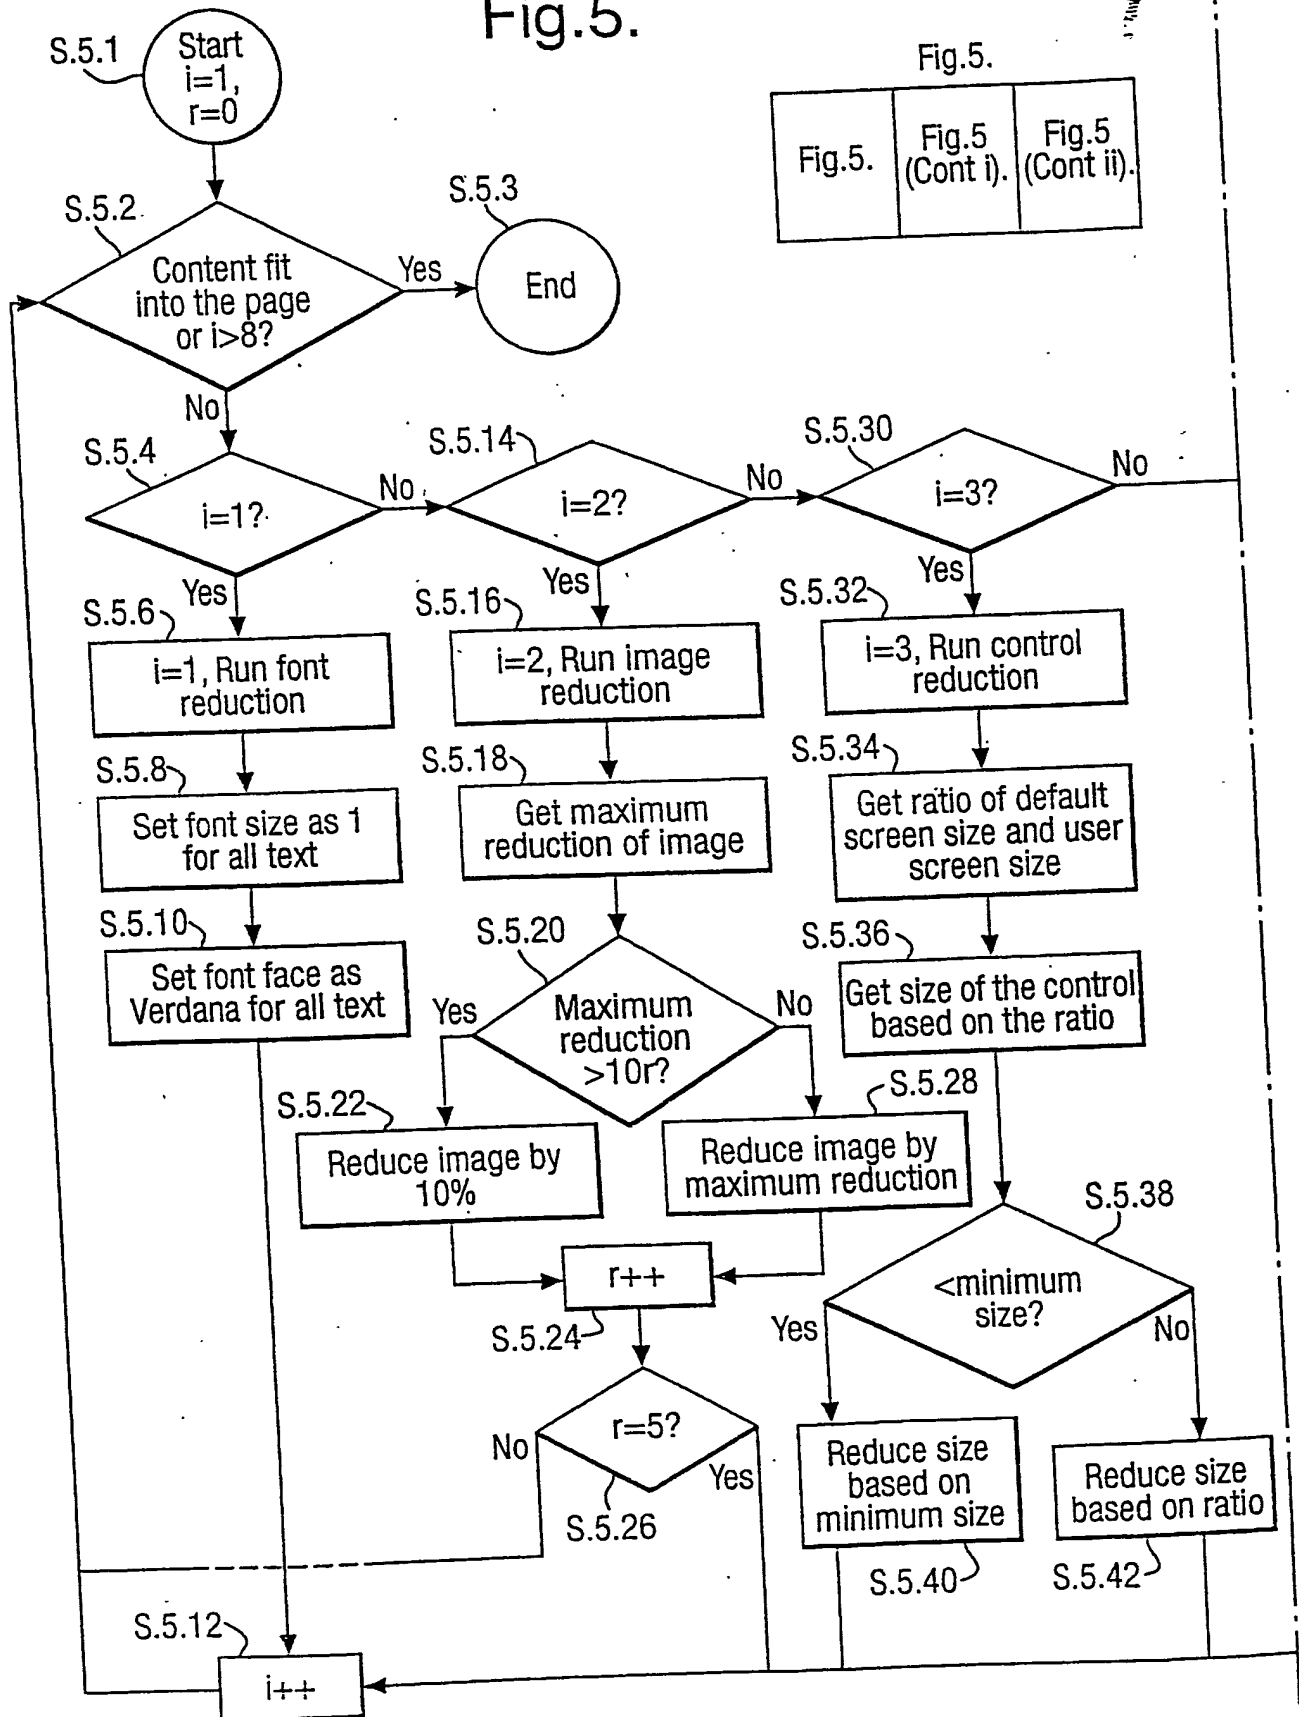 Fig.5.
S.5.1
Start
i=1,
r=0
Fig.5.
Fig.5.
Fig.5
(Cont i).
Fig.5
(Cont ii).
S.5.2
Content fit
into the page
or i>8?
Yes
S.5.3
End
No
S.5.4
i=1?
No
S.5.14
i=2?
No
S.5.30
i=3?
No
Yes
Yes
Yes
S.5.6
i=1, Run font
reduction
S.5.16
i=2, Run image
reduction
S.5.32
i=3, Run control
reduction
S.5.8
Set font size as 1
for all text
S.5.18
Get maximum
reduction of image
S.5.34
Get ratio of default
screen size and user
screen size
S.5.10
Set font face as
Verdana for all text
S.5.20
Maximum
reduction
>10r?
Yes
No
S.5.36
Get size of the control
based on the ratio
S.5.22
Reduce image by
10%
S.5.28
Reduce image by
maximum reduction
S.5.38
<minimum
size?
Yes
No
r++
S.5.24
r=5?
No
Yes
S.5.26
Reduce size
based on
minimum size
S.5.40
Reduce size
based on ratio
S.5.42
S.5.12
i++